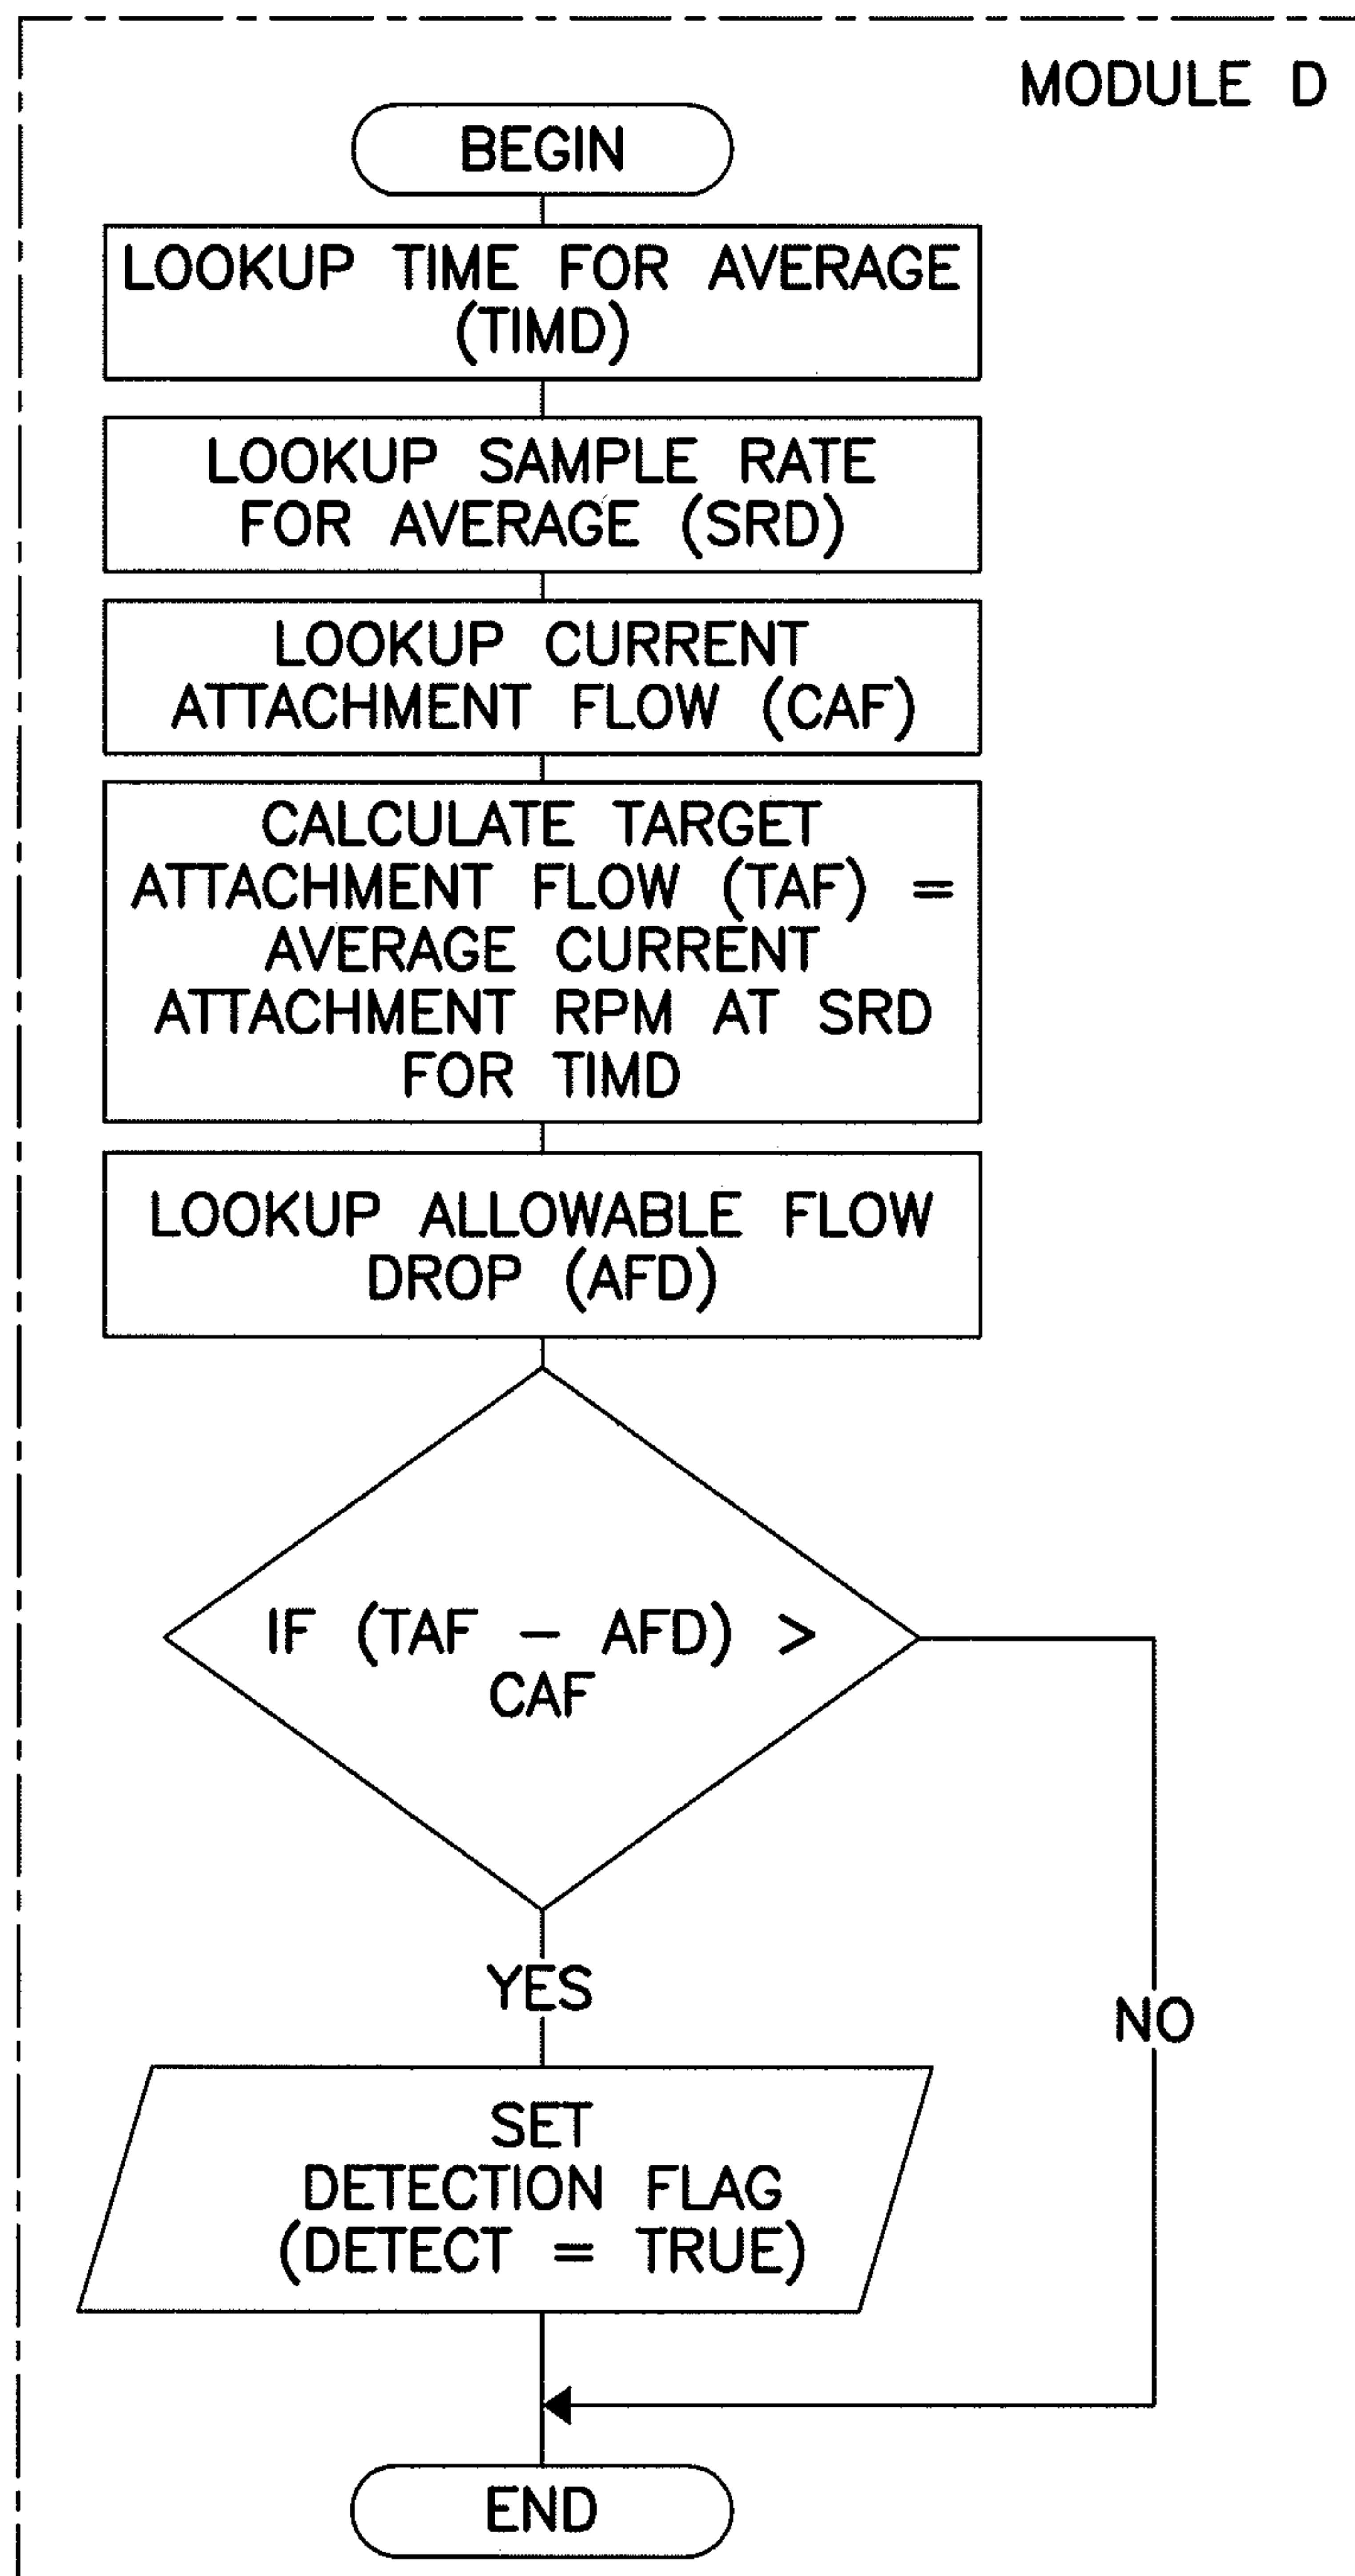 MODULE D
BEGIN
LOOKUP TIME FOR AVERAGE
(TIMD)
LOOKUP SAMPLE RATE
FOR AVERAGE (SRD)
LOOKUP CURRENT
ATTACHMENT FLOW (CAF)
CALCULATE TARGET
ATTACHMENT FLOW (TAF) =
AVERAGE CURRENT
ATTACHMENT RPM AT SRD
FOR TIMD
LOOKUP ALLOWABLE FLOW
DROP (AFD)
IF (TAF – AFD) >
CAF
YES
NO
SET
DETECTION FLAG
(DETECT = TRUE)
END